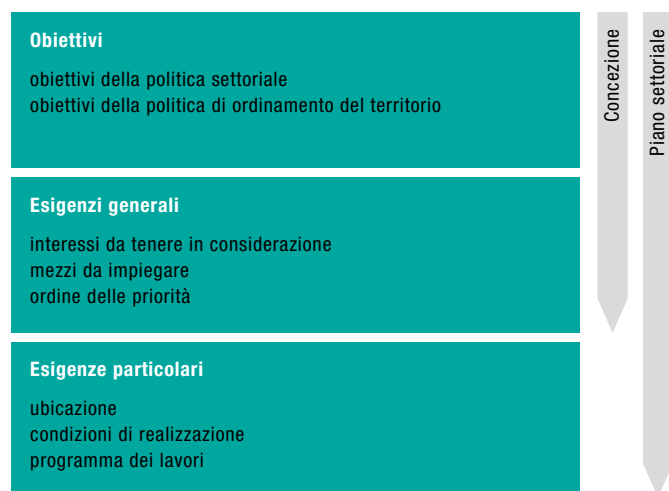 Obiettivi
obiettivi della politica settoriale
obiettivi della politica di ordinamento del territorio
Esigenzi generali
interessi da tenere in considerazione
mezzi da impiegare
ordine delle priorità
Esigenze particolari
ubicazione
condizioni di realizzazione
programma dei lavori
Concezione
Piano settoriale